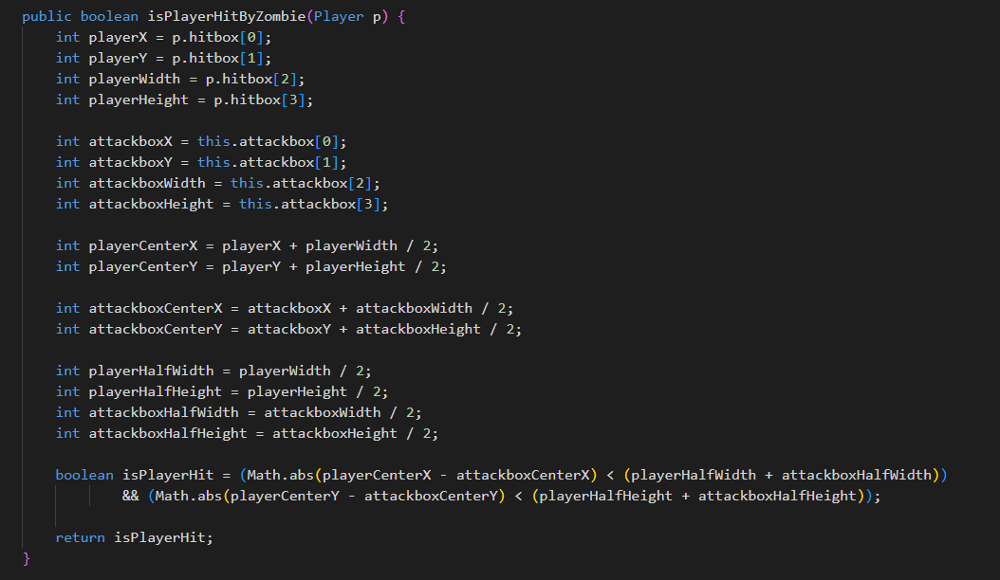 public boolean isPlayerHitByZombie(Player p) {
    int playerX = p.hitbox[0];
    int playerY = p.hitbox[1];
    int playerWidth = p.hitbox[2];
    int playerHeight = p.hitbox[3];

    int attackboxX = this.attackbox[0];
    int attackboxY = this.attackbox[1];
    int attackboxWidth = this.attackbox[2];
    int attackboxHeight = this.attackbox[3];

    int playerCenterX = playerX + playerWidth / 2;
    int playerCenterY = playerY + playerHeight / 2;

    int attackboxCenterX = attackboxX + attackboxWidth / 2;
    int attackboxCenterY = attackboxY + attackboxHeight / 2;

    int playerHalfWidth = playerWidth / 2;
    int playerHalfHeight = playerHeight / 2;
    int attackboxHalfWidth = attackboxWidth / 2;
    int attackboxHalfHeight = attackboxHeight / 2;

    boolean isPlayerHit = (Math.abs(playerCenterX - attackboxCenterX) < (playerHalfWidth + attackboxHalfWidth))
            && (Math.abs(playerCenterY - attackboxCenterY) < (playerHalfHeight + attackboxHalfHeight));

    return isPlayerHit;
}